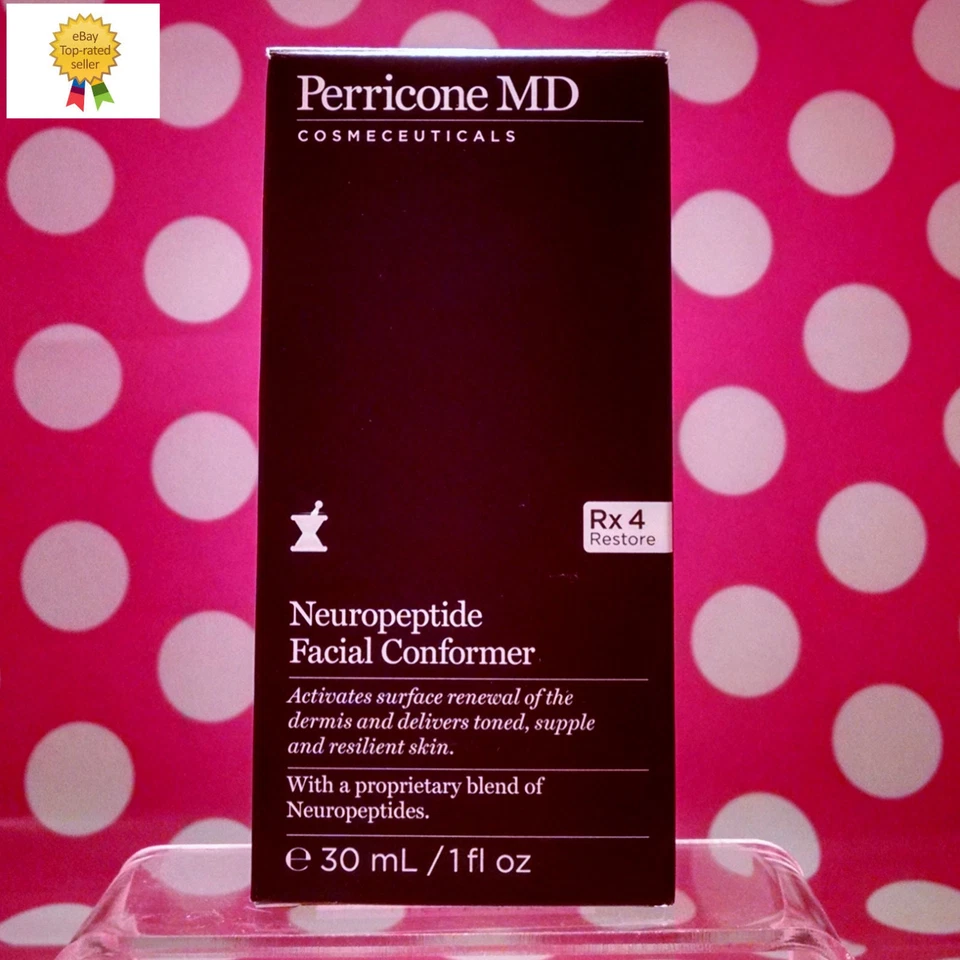 eBay
Top-rated
seller
Perricone MD
COSMECEUTICALS
Rx 4
Restore
Neuropeptide
Facial Conformer
Activates surface renewal of the
dermis and delivers toned, supple
and resilient skin.
With a proprietary blend of
Neuropeptides.
℮ 30 mL / 1 fl oz